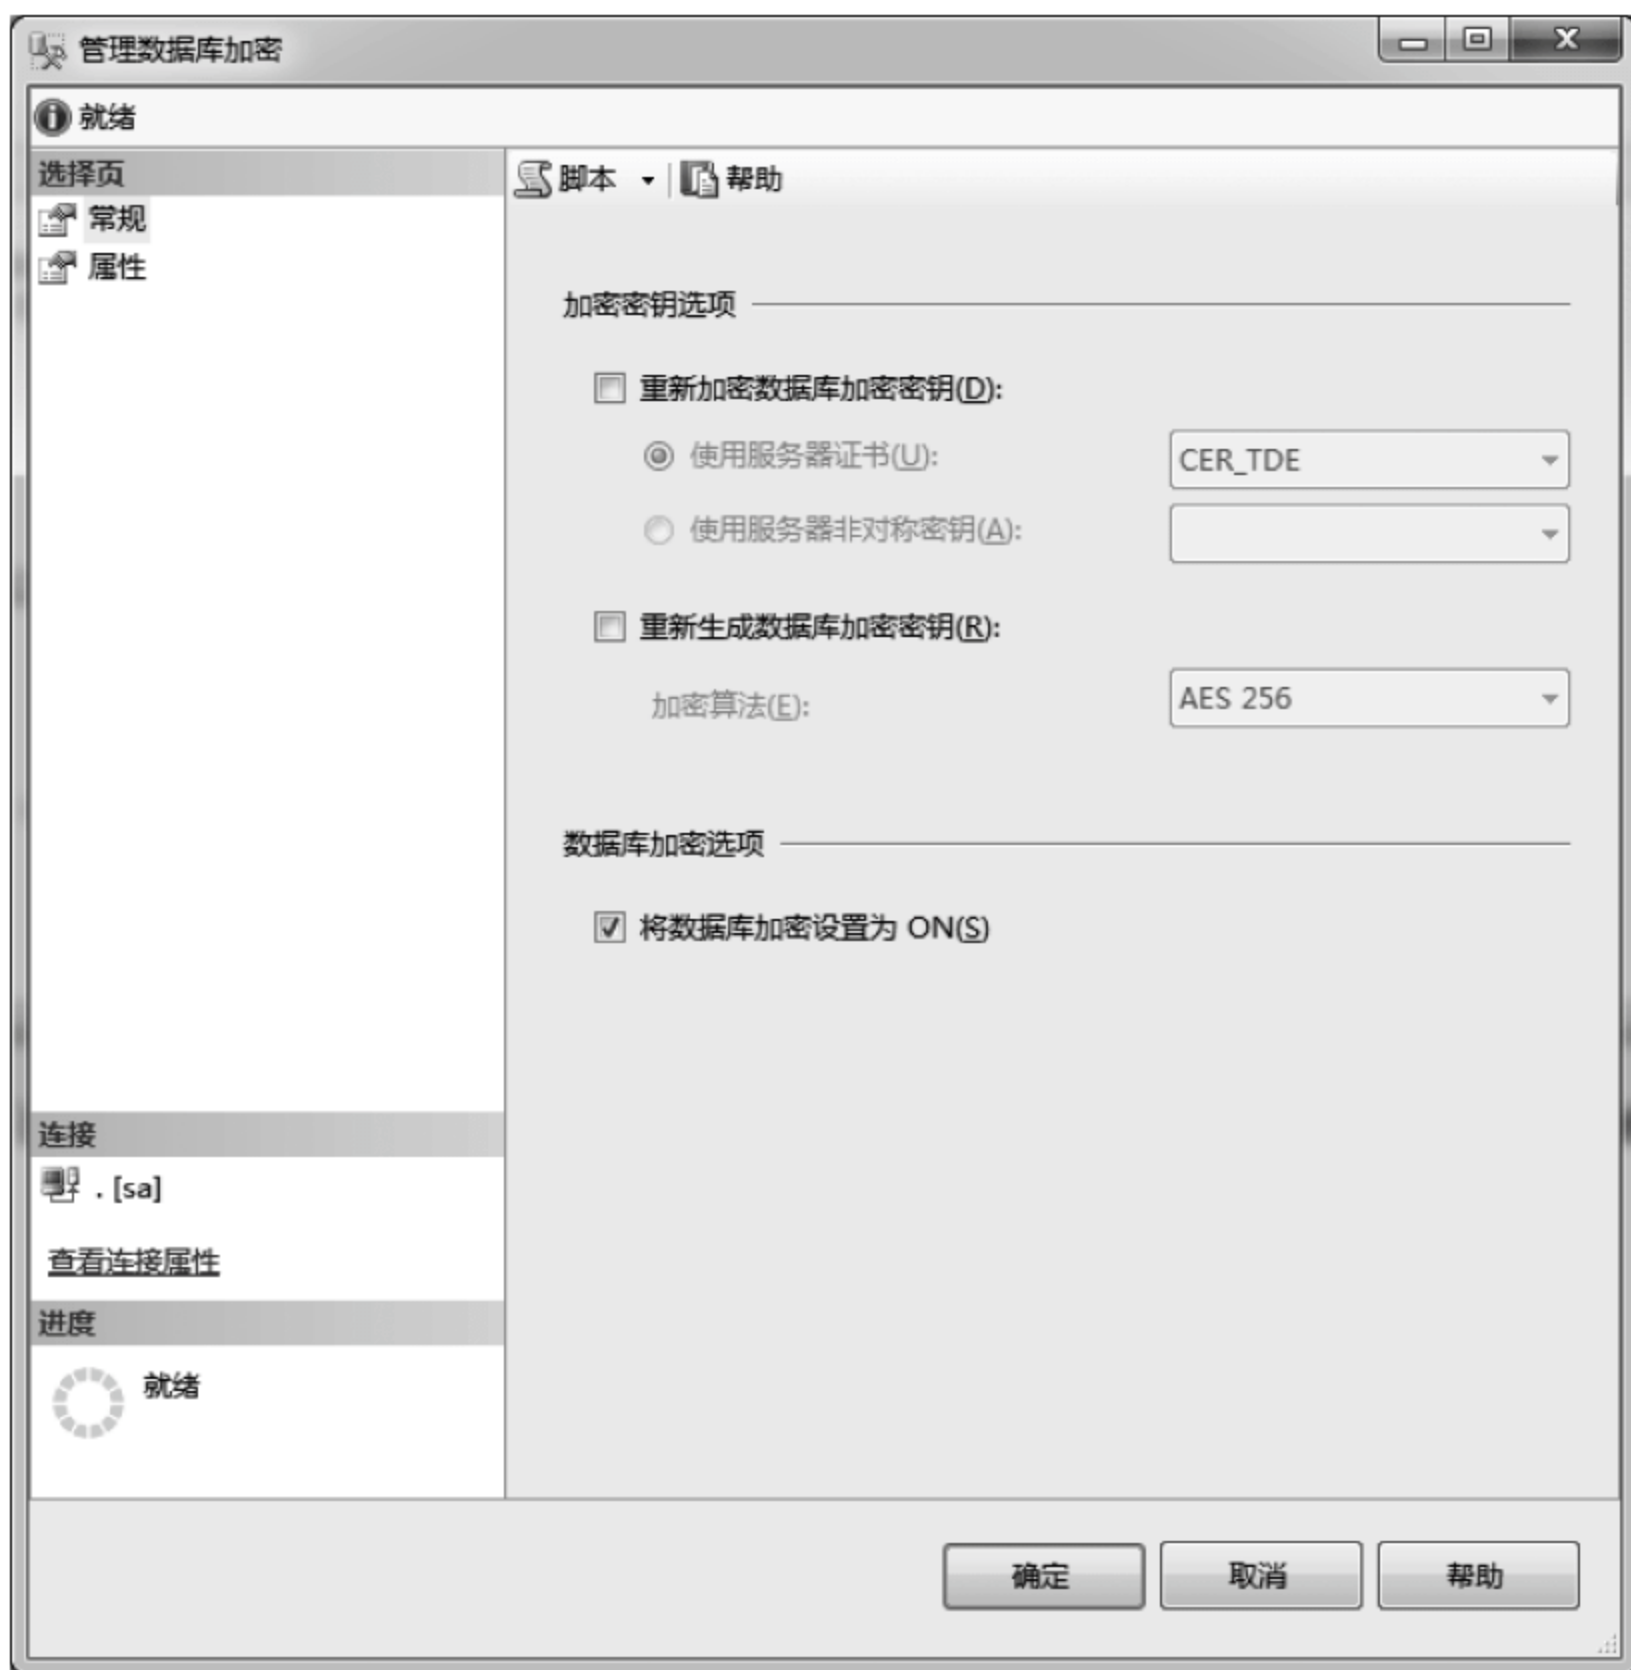 管理数据库加密
就绪
选择页
常规
属性
脚本 帮助
加密密钥选项
重新加密数据库加密密钥(D):
使用服务器证书(U): CER_TDE
使用服务器非对称密钥(A):
重新生成数据库加密密钥(R):
加密算法(E): AES 256
数据库加密选项
将数据库加密设置为 ON(S)
连接
. [sa]
查看连接属性
进度
就绪
确定 取消 帮助